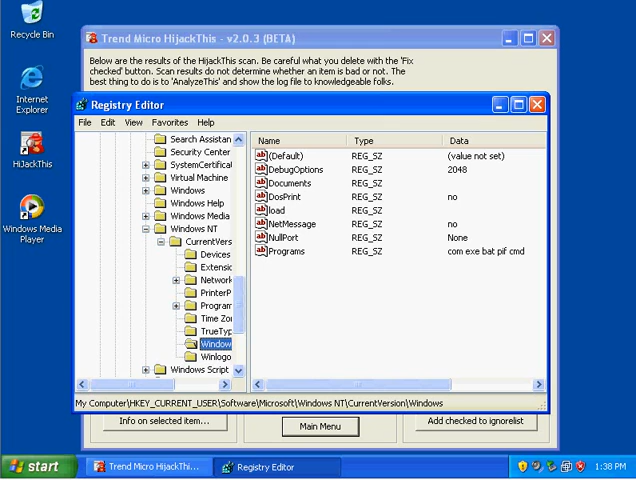 Recycle Bin
Internet
Explorer
HiJackThis
Windows Media
Player
Trend Micro HijackThis - v2.0.3 (BETA)
Below are the results of the HijackThis scan. Be careful what you delete with the 'Fix
checked' button. Scan results do not determine whether an item is bad or not. The
best thing to do is 'AnalyzeThis' and show the log file to knowledgeable folks.
Registry Editor
File Edit View Favorites Help
Search Assistan
Security Center
SystemCertifica
Virtual Machine
Windows
Windows Help
Windows Media
Windows NT
CurrentVersi
Devices
Extensio
Network
PrinterP
Program
Time Zo
TrueTyp
Window
Winlogo
Windows Script
Name Type Data
(Default) REG_SZ (value not set)
DebugOptions REG_SZ 2048
Documents REG_SZ
DosPrint REG_SZ no
load REG_SZ
NetMessage REG_SZ no
NullPort REG_SZ None
Programs REG_SZ com exe bat pif cmd
My Computer\HKEY_CURRENT_USER\Software\Microsoft\Windows NT\CurrentVersion\Windows
Info on selected item...
Main Menu
Add checked to ignorelist
start
Trend Micro HijackThi...
Registry Editor
1:38 PM